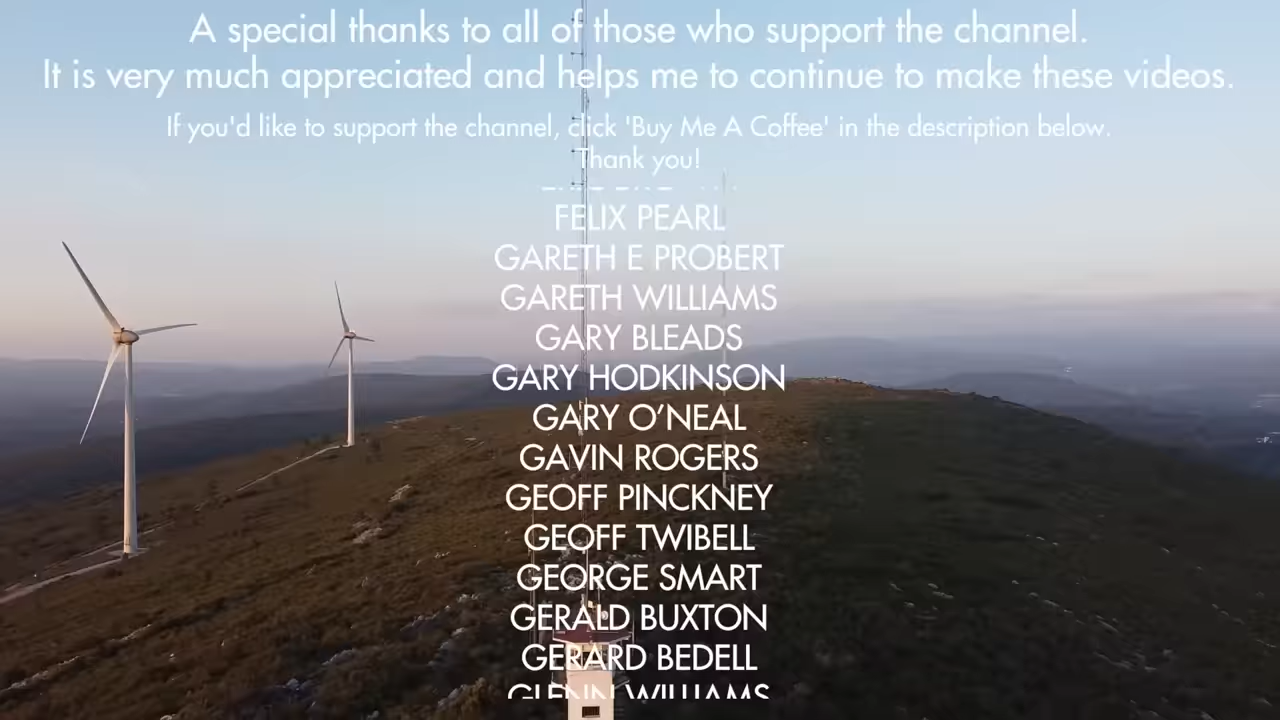 A special thanks to all of those who support the channel.
It is very much appreciated and helps me to continue to make these videos.
If you'd like to support the channel, click 'Buy Me A Coffee' in the description below.
Thank you!
FELIX PEARL
GARETH E PROBERT
GARETH WILLIAMS
GARY BLEADS
GARY HODKINSON
GARY O’NEAL
GAVIN ROGERS
GEOFF PINCKNEY
GEOFF TWIBELL
GEORGE SMART
GERALD BUXTON
GERARD BEDELL
GLENN WILLIAMS